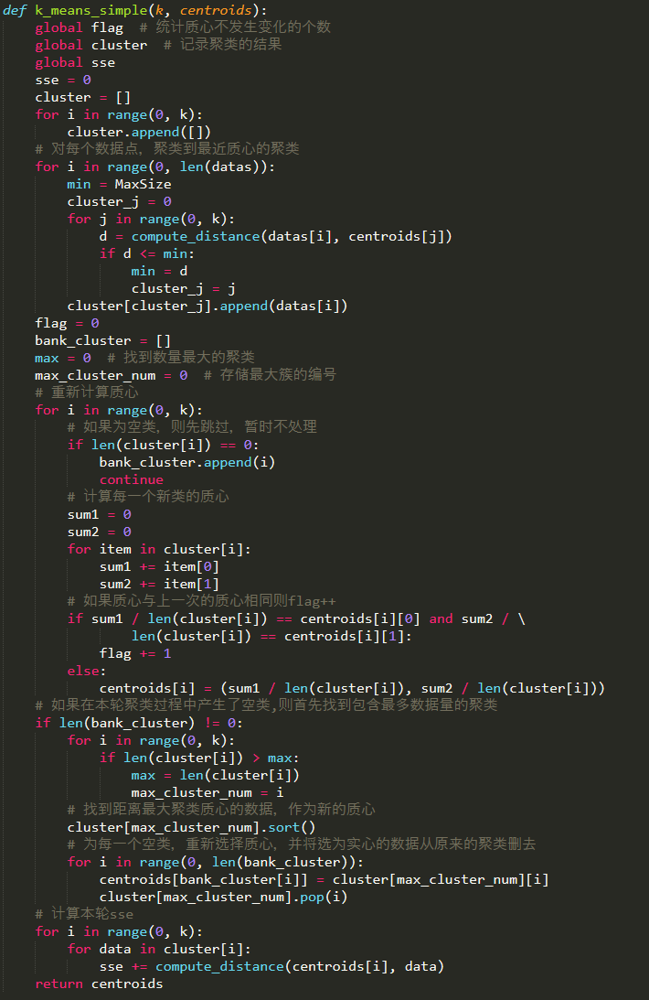 def k_means_simple(k, centroids):
    global flag  # 统计质心不发生变化的个数
    global cluster  # 记录聚类的结果
    global sse
    sse = 0
    cluster = []
    for i in range(0, k):
        cluster.append([])
    # 对每个数据点, 聚类到最近质心的聚类
    for i in range(0, len(datas)):
        min = MaxSize
        cluster_j = 0
        for j in range(0, k):
            d = compute_distance(datas[i], centroids[j])
            if d <= min:
                min = d
                cluster_j = j
        cluster[cluster_j].append(datas[i])
    flag = 0
    bank_cluster = []
    max = 0  # 找到数量最大的聚类
    max_cluster_num = 0  # 存储最大族的编号
    # 重新计算质心
    for i in range(0, k):
        # 如果为空类, 则先跳过, 暂时不处理
        if len(cluster[i]) == 0:
            bank_cluster.append(i)
            continue
        # 计算每一个新类的质心
        sum1 = 0
        sum2 = 0
        for item in cluster[i]:
            sum1 += item[0]
            sum2 += item[1]
        # 如果质心与上一次的质心相同则flag++
        if sum1 / len(cluster[i]) == centroids[i][0] and sum2 / \
                len(cluster[i]) == centroids[i][1]:
            flag += 1
        else:
            centroids[i] = (sum1 / len(cluster[i]), sum2 / len(cluster[i]))
    # 如果在本轮聚类过程中产生了空类,则首先找到包含最多数据量的聚类
    if len(bank_cluster) != 0:
        for i in range(0, k):
            if len(cluster[i]) > max:
                max = len(cluster[i])
                max_cluster_num = i
        # 找到距离最大聚类质心的数据, 作为新的质心
        cluster[max_cluster_num].sort()
        # 为每一个空类, 重新选择质心, 并将选为实心的数据从原来的聚类删去
        for i in range(0, len(bank_cluster)):
            centroids[bank_cluster[i]] = cluster[max_cluster_num][i]
            cluster[max_cluster_num].pop(i)
    # 计算本轮sse
    for i in range(0, k):
        for data in cluster[i]:
            sse += compute_distance(centroids[i], data)
    return centroids